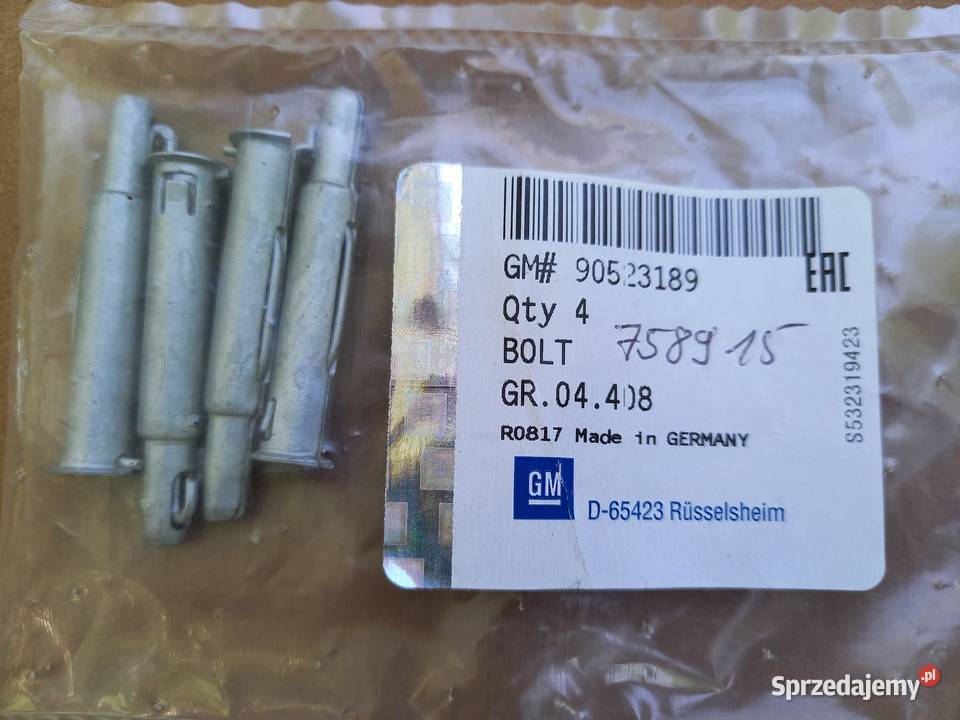 GM# 90523189
EAC
Qty 4
BOLT 7589 15
GR.04.408
R0817 Made in GERMANY
S532319423
GM
D-65423 Rüsselsheim
Sprzedajemy.pl